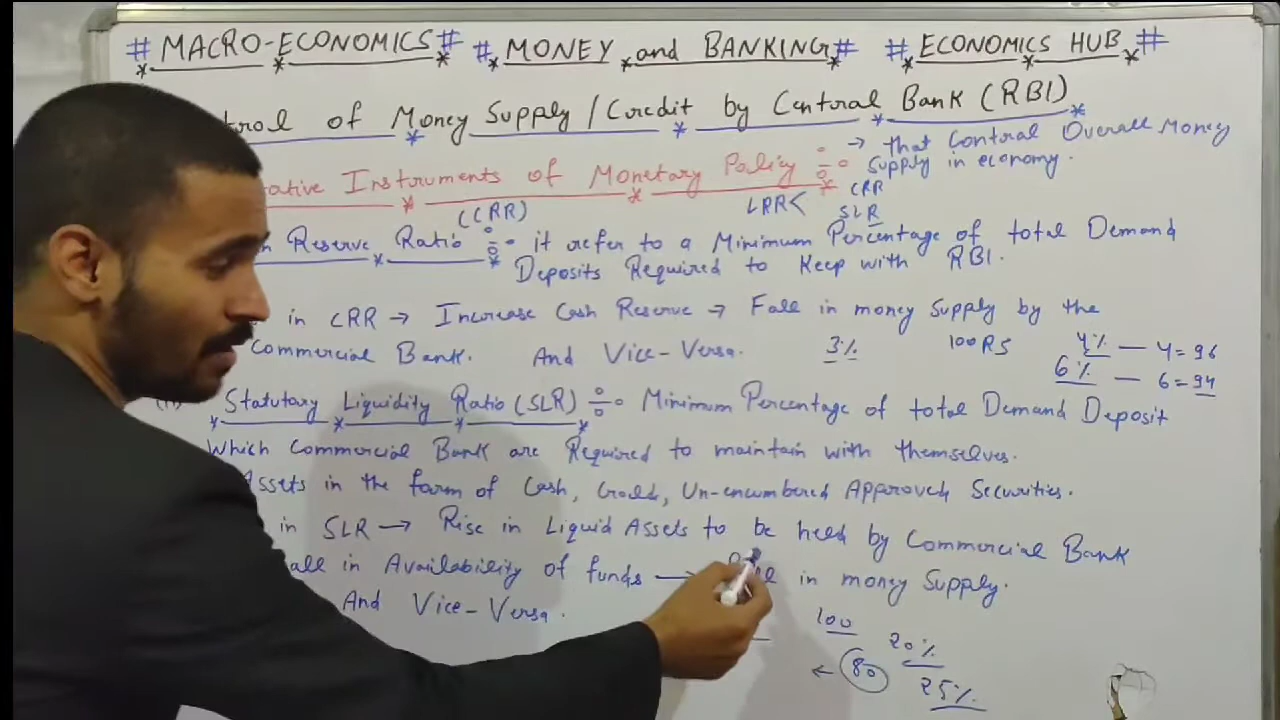 # MACRO-ECONOMICS # # MONEY and BANKING # # ECONOMICS HUB #
trol of Money Supply / Credit by Central Bank (RBI)
ative Instruments of Monetary Policy → that Control Overall Money
Supply in economy.
(CRR) LRR < CRR
SLR
Reserve Ratio it refer to a Minimum Percentage of total Demand
Deposits Required to Keep with RBI.
in CRR → Increase Cash Reserve → Fall in money Supply by the
Commercial Bank. And Vice-Versa. 3% 100 RS 4% — 4 = 96
6% — 6 = 94
Statutary Liquidity Ratio (SLR) Minimum Percentage of total Demand Deposit
Which Commercial Bank are Required to maintain with themselves.
Assets in the form of Cash, Gold, Un-encumbered Approved Securities.
in SLR → Rise in Liquid Assets to be held by Commercial Bank
all in Availability of funds → in money Supply.
And Vice-Versa.
100
20%
← 80
25%